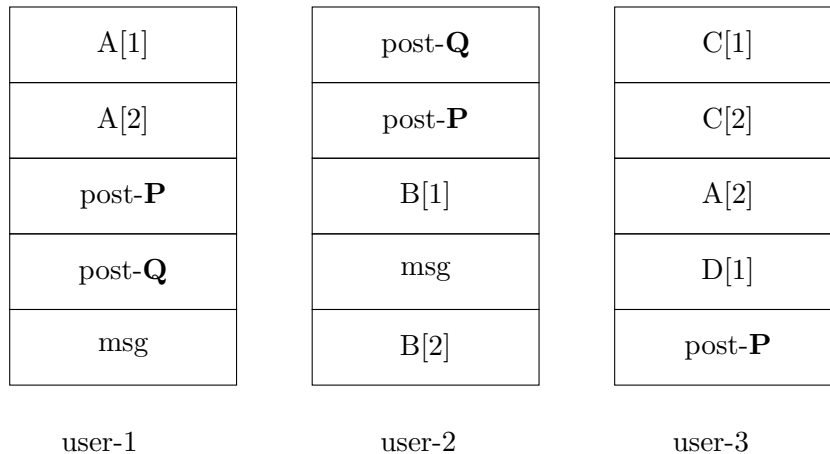 A[1]
A[2]
post-P
post-Q
msg
user-1
post-Q
post-P
B[1]
msg
B[2]
user-2
C[1]
C[2]
A[2]
D[1]
post-P
user-3